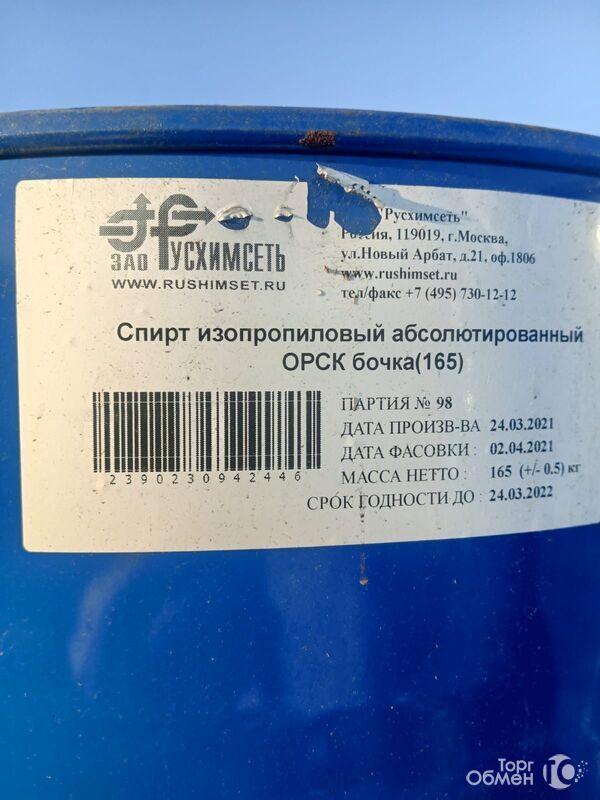 ЗАО РУСХИМСЕТЬ
WWW.RUSHIMSET.RU
"Русхимсеть"
Россия, 119019, г.Москва,
ул.Новый Арбат, д.21, оф.1806
www.rushimset.ru
тел/факс +7 (495) 730-12-12
Спирт изопропиловый абсолютированный
ОРСК бочка(165)
2390230942446
ПАРТИЯ № 98
ДАТА ПРОИЗВ-ВА 24.03.2021
ДАТА ФАСОВКИ : 02.04.2021
МАССА НЕТТО : 165 (+/- 0.5) кг
СРОК ГОДНОСТИ ДО : 24.03.2022
Торг
Обмен